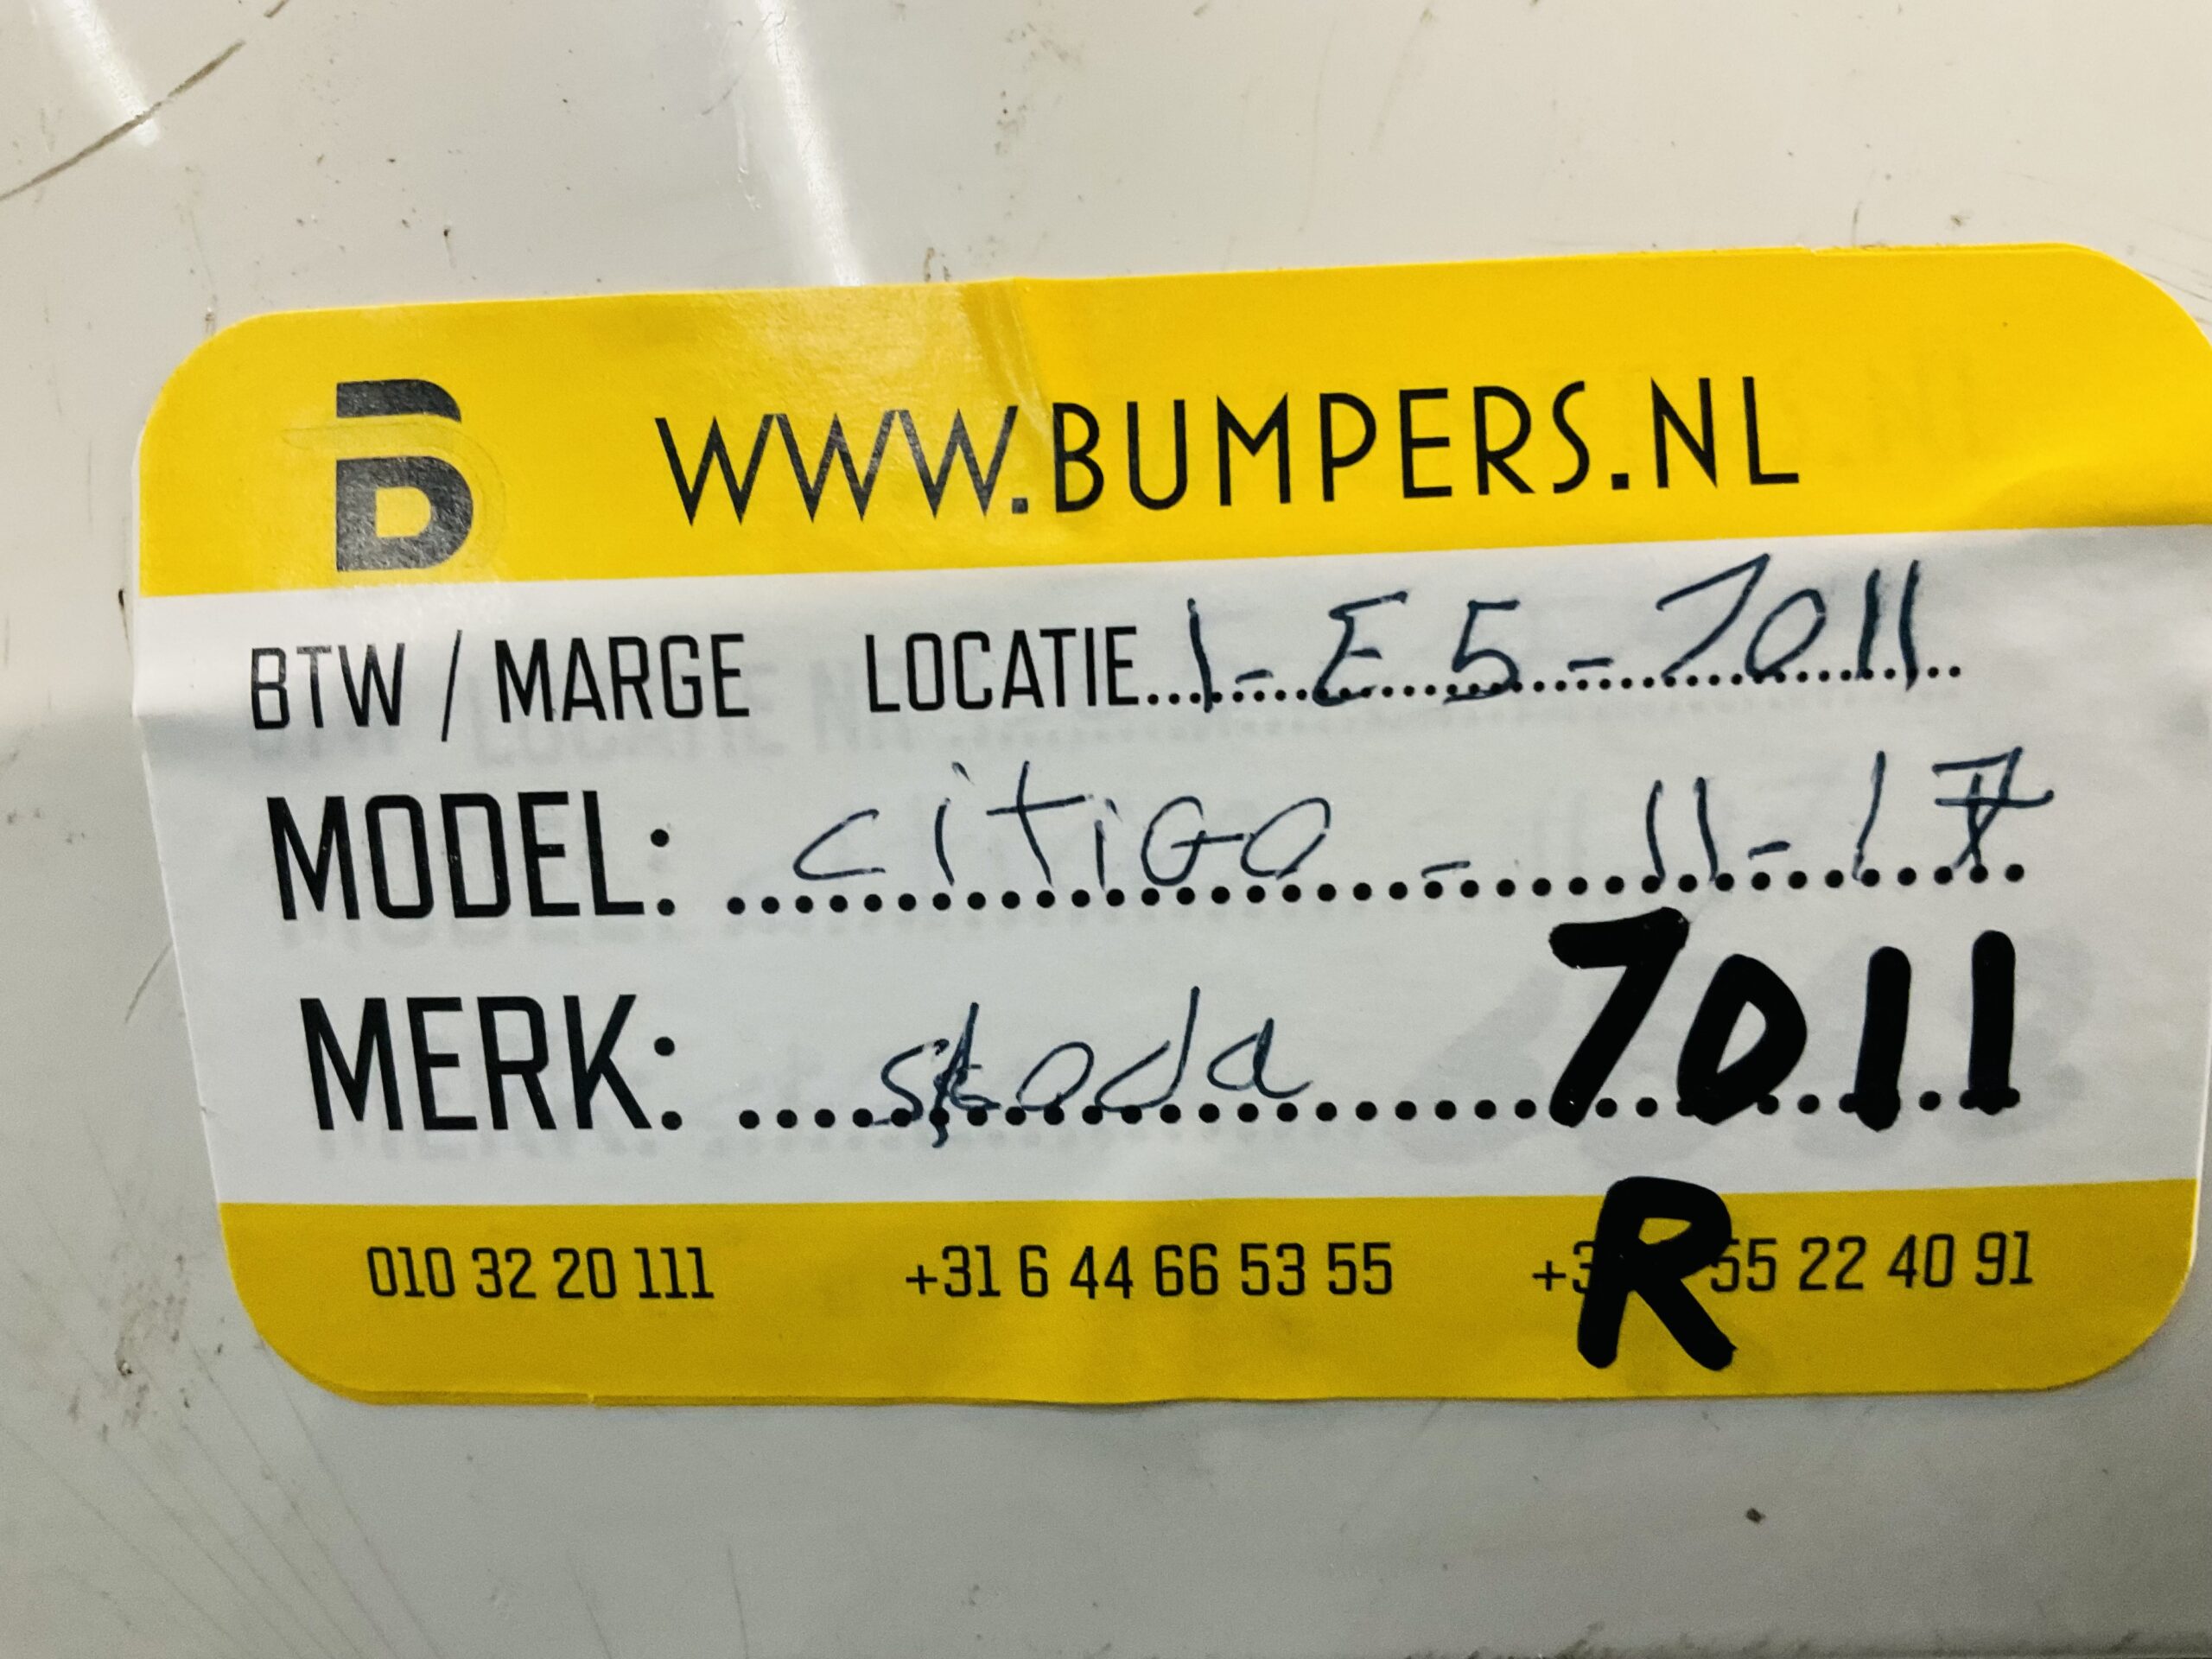 B WWW.BUMPERS.NL
BTW / MARGE LOCATIE 1-E5-7011
MODEL: citiGo - 11-17
MERK: skoda 7011
R
010 32 20 111 +31 6 44 66 53 55 +3 55 22 40 91